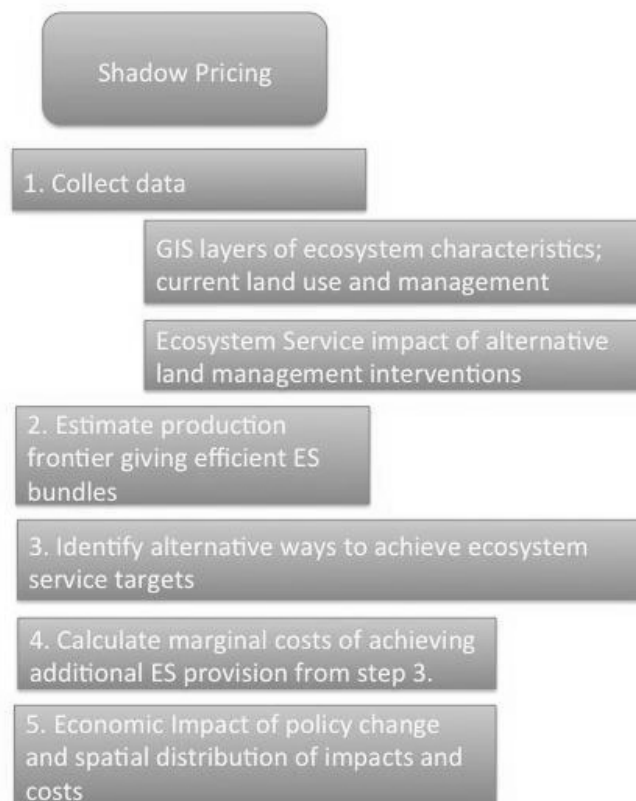 Shadow Pricing
1. Collect data
GIS layers of ecosystem characteristics;
current land use and management
Ecosystem Service impact of alternative
land management interventions
2. Estimate production
frontier giving efficient ES
bundles
3. Identify alternative ways to achieve ecosystem
service targets
4. Calculate marginal costs of achieving
additional ES provision from step 3.
5. Economic Impact of policy change
and spatial distribution of impacts and
costs